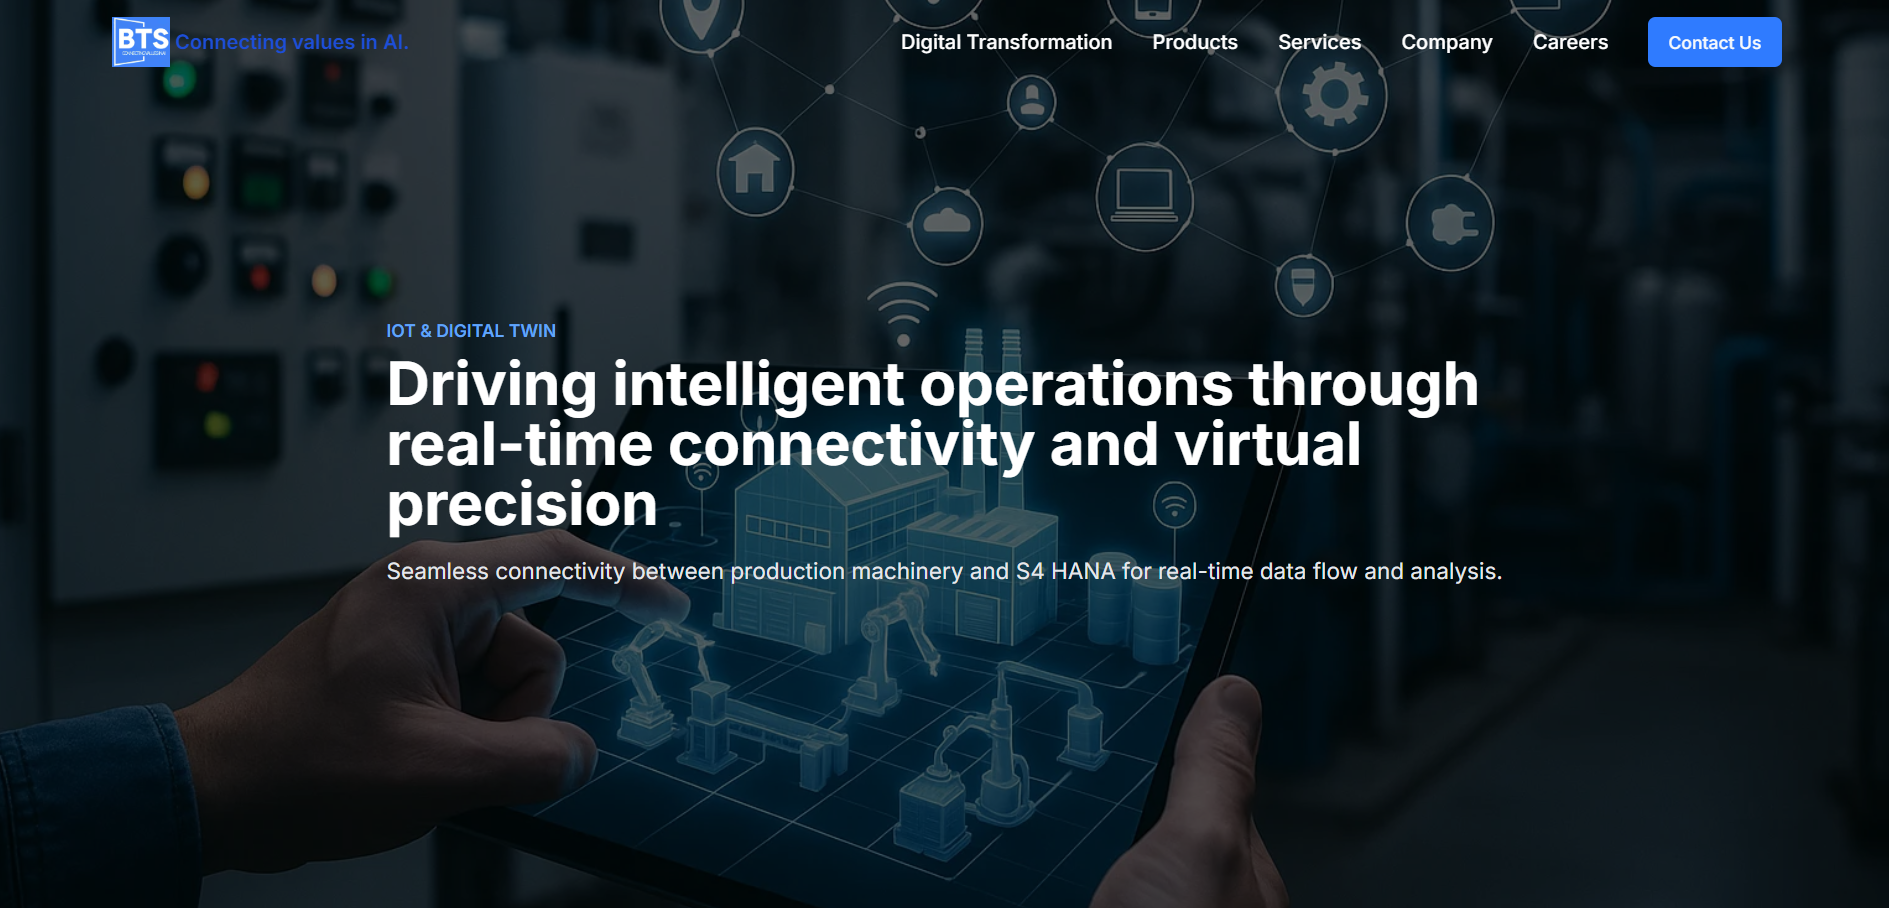 BTS
Connecting values in AI.
Digital Transformation
Products
Services
Company
Careers
Contact Us
IOT & DIGITAL TWIN
Driving intelligent operations through
real-time connectivity and virtual
precision
Seamless connectivity between production machinery and S4 HANA for real-time data flow and analysis.